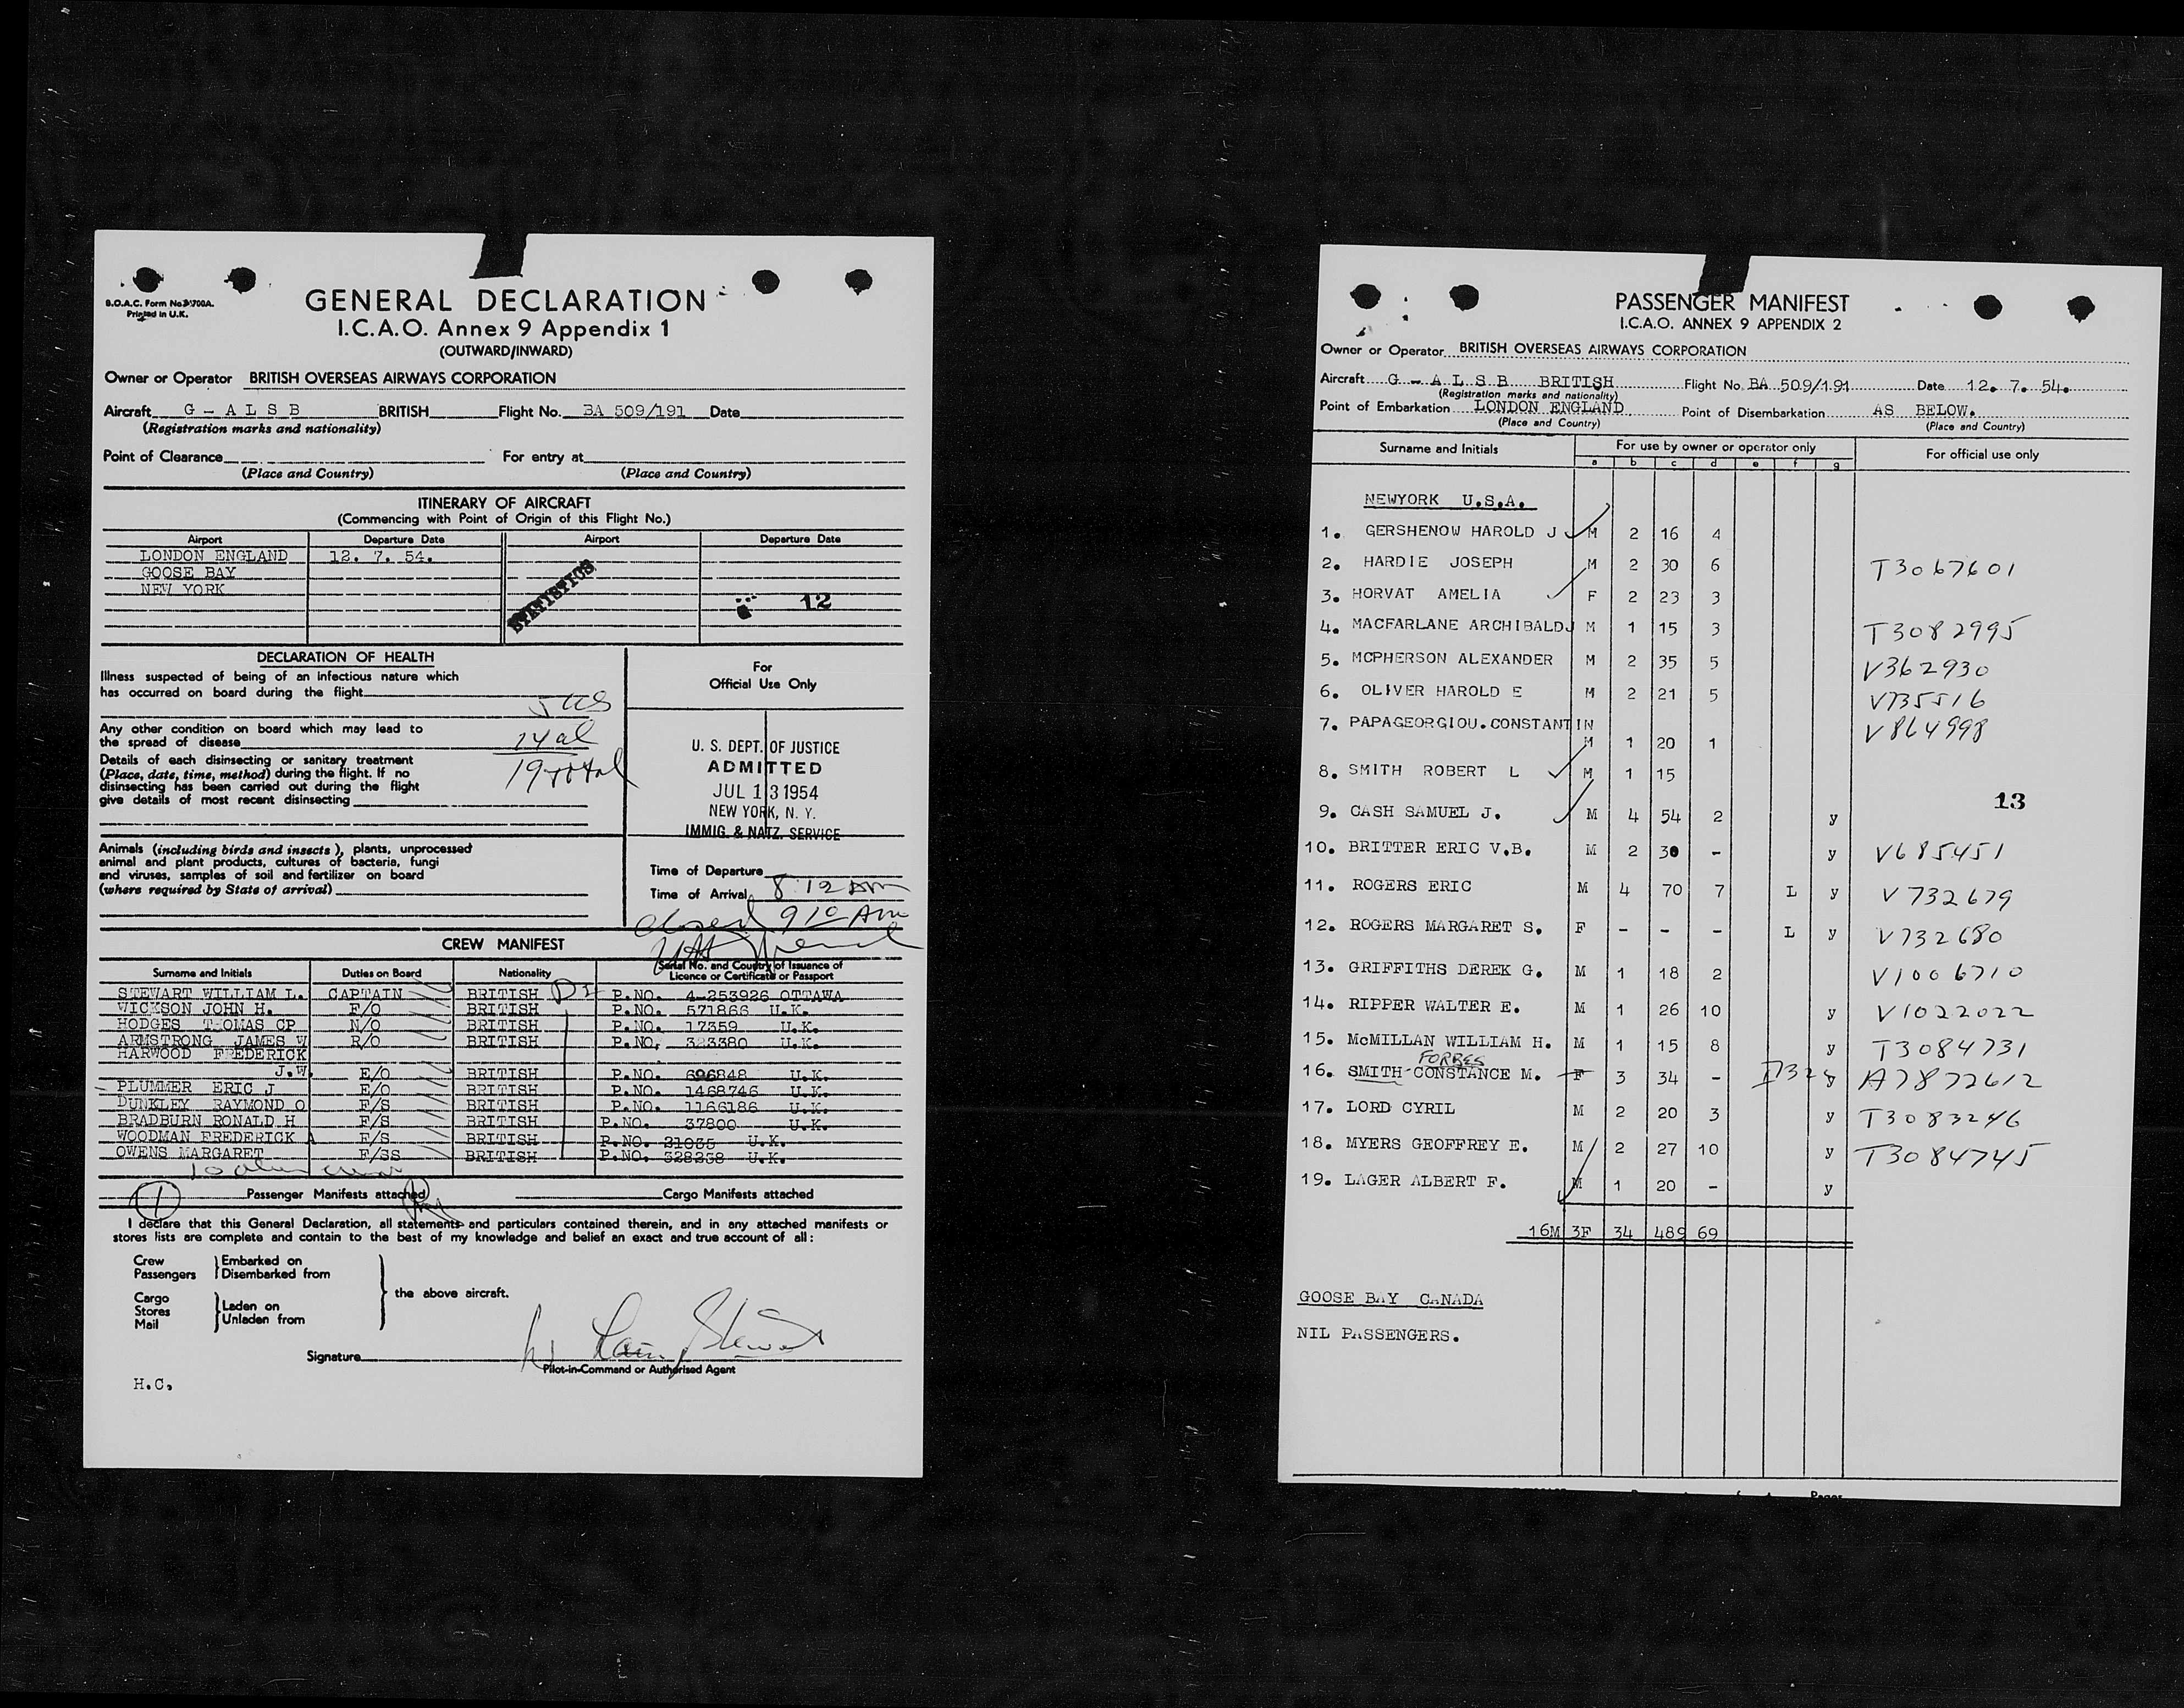 B.O.A.C. Form No. 3700A.
Printed in U.K.
GENERAL DECLARATION
I.C.A.O. Annex 9 Appendix 1
(OUTWARD/INWARD)
Owner or Operator BRITISH OVERSEAS AIRWAYS CORPORATION
Aircraft G - A L S B BRITISH Flight No. BA 509/191 Date
(Registration marks and nationality)
Point of Clearance For entry at
(Place and Country) (Place and Country)
ITINERARY OF AIRCRAFT
(Commencing with Point of Origin of this Flight No.)
Airport Departure Date Airport Departure Date
LONDON ENGLAND 12. 7. 54.
GOOSE BAY
NEW YORK
STATISTICS
12
DECLARATION OF HEALTH
Illness suspected of being of an infectious nature which
has occurred on board during the flight
5 US
Any other condition on board which may lead to
the spread of disease
14 al
Details of each disinsecting or sanitary treatment
(Place, date, time, method) during the flight. If no
disinsecting has been carried out during the flight
give details of most recent disinsecting
19 total
Animals (including birds and insects), plants, unprocessed
animal and plant products, cultures of bacteria, fungi
and viruses, samples of soil and fertilizer on board
(where required by State of arrival)
For
Official Use Only
U. S. DEPT. OF JUSTICE
ADMITTED
JUL 13 1954
NEW YORK, N. Y.
IMMIG. & NATZ. SERVICE
Time of Departure
Time of Arrival 8:12 AM
closed 9 10 AM
CREW MANIFEST
Surname and Initials Duties on Board Nationality Serial No. and Country of Issuance of
Licence or Certificate or Passport
STEWART WILLIAM L. CAPTAIN BRITISH P.NO. 4-253926 OTTAWA
WICKSON JOHN H. F/O BRITISH P.NO. 571866 U.K.
HODGES THOMAS CP N/O BRITISH P.NO. 17359 U.K.
ARMSTRONG JAMES W R/O BRITISH P.NO. 323380 U.K.
HARWOOD FREDERICK
J.W. E/O BRITISH P.NO. 696848 U.K.
PLUMMER ERIC J E/O BRITISH P.NO. 1468746 U.K.
DUNKLEY RAYMOND O F/S BRITISH P.NO. 1166186 U.K.
BRADBURN RONALD H F/S BRITISH P.NO. 37800 U.K.
WOODMAN FREDERICK A F/S BRITISH P.NO. 21035 U.K.
OWENS MARGARET F/SS BRITISH P.NO. 328238 U.K.
10 alien crew
1 Passenger Manifests attached Cargo Manifests attached
I declare that this General Declaration, all statements and particulars contained therein, and in any attached manifests or
stores lists are complete and contain to the best of my knowledge and belief an exact and true account of all:
Crew Embarked on
Passengers Disembarked from
the above aircraft.
Cargo
Stores Laden on
Mail Unladen from
Signature
Pilot-in-Command or Authorised Agent
H.C.
PASSENGER MANIFEST
I.C.A.O. ANNEX 9 APPENDIX 2
Owner or Operator BRITISH OVERSEAS AIRWAYS CORPORATION
Aircraft G - A L S B BRITISH Flight No. BA 509/191 Date 12. 7. 54.
(Registration marks and nationality)
Point of Embarkation LONDON ENGLAND Point of Disembarkation AS BELOW.
(Place and Country) (Place and Country)
Surname and Initials For use by owner or operator only For official use only
a b c d e f g
NEWYORK U.S.A.
1. GERSHENOW HAROLD J M 2 16 4
2. HARDIE JOSEPH M 2 30 6 T3067601
3. HORVAT AMELIA F 2 23 3
4. MACFARLANE ARCHIBALDJ M 1 15 3 T3082995
5. MCPHERSON ALEXANDER M 2 35 5 V362930
6. OLIVER HAROLD E M 2 21 5 V735516
7. PAPAGEORGIOU.CONSTANTIN V864998
M 1 20 1
8. SMITH ROBERT L M 1 15
13
9. CASH SAMUEL J. M 4 54 2 y
10. BRITTER ERIC V.B. M 2 30 - y V685451
11. ROGERS ERIC M 4 70 7 L y V732679
12. ROGERS MARGARET S. F - - - L y V732680
13. GRIFFITHS DEREK G. M 1 18 2 V1006710
14. RIPPER WALTER E. M 1 26 10 y V1022022
15. McMILLAN WILLIAM H. M 1 15 8 y T3084731
FORBES
16. SMITH-CONSTANCE M. F 3 34 - y A7872612
17. LORD CYRIL M 2 20 3 y T3083246
18. MYERS GEOFFREY E. M 2 27 10 y T3084745
19. LAGER ALBERT F. M 1 20 - y
16M 3F 34 489 69
GOOSE BAY CANADA
NIL PASSENGERS.